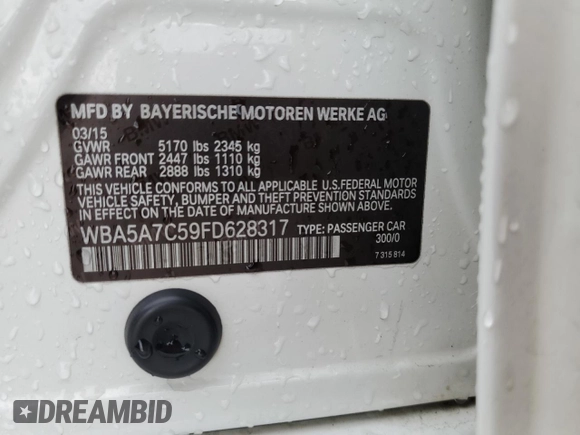 MFD BY BAYERISCHE MOTOREN WERKE AG
03/15
GVWR 5170 lbs 2345 kg
GAWR FRONT 2447 lbs 1110 kg
GAWR REAR 2888 lbs 1310 kg
THIS VEHICLE CONFORMS TO ALL APPLICABLE U.S.FEDERAL MOTOR
VEHICLE SAFETY, BUMPER, AND THEFT PREVENTION STANDARDS
IN EFFECT ON THE DATE OF MANUFACTURE SHOWN ABOVE.
WBA5A7C59FD628317 TYPE: PASSENGER CAR
300/0
7 315 814
DREAMBID